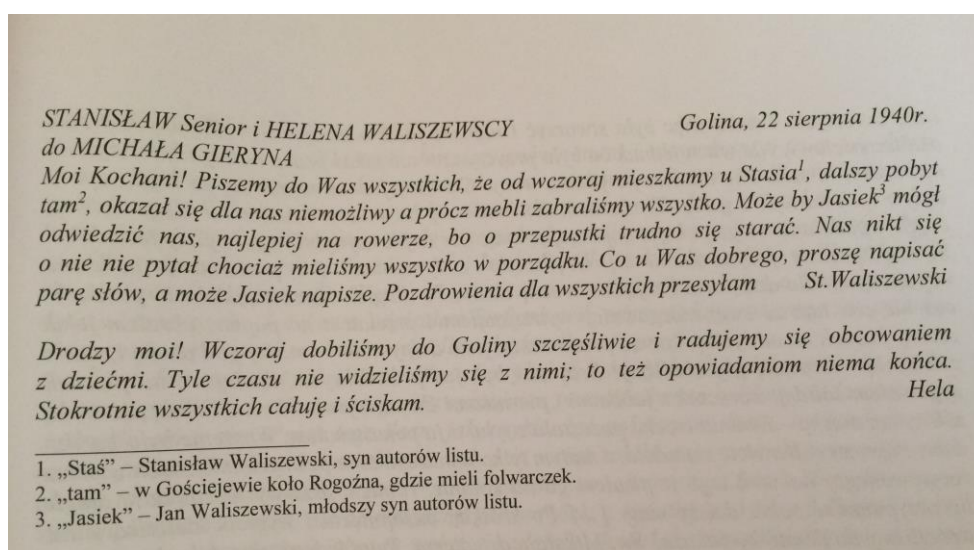 STANISŁAW Senior i HELENA WALISZEWSCY Golina, 22 sierpnia 1940r.
do MICHAŁA GIERYNA
Moi Kochani! Piszemy do Was wszystkich, że od wczoraj mieszkamy u Stasia¹, dalszy pobyt
tam², okazał się dla nas niemożliwy a prócz mebli zabraliśmy wszystko. Może by Jasiek³ mógł
odwiedzić nas, najlepiej na rowerze, bo o przepustki trudno się starać. Nas nikt się
o nie nie pytał chociaż mieliśmy wszystko w porządku. Co u Was dobrego, proszę napisać
parę słów, a może Jasiek napisze. Pozdrowienia dla wszystkich przesyłam St.Waliszewski
Drodzy moi! Wczoraj dobiliśmy do Goliny szczęśliwie i radujemy się obcowaniem
z dziećmi. Tyle czasu nie widzieliśmy się z nimi; to też opowiadaniom niema końca.
Stokrotnie wszystkich całuję i ściskam. Hela
1. „Staś” – Stanisław Waliszewski, syn autorów listu.
2. „tam” – w Gościejewie koło Rogoźna, gdzie mieli folwarczek.
3. „Jasiek” – Jan Waliszewski, młodszy syn autorów listu.